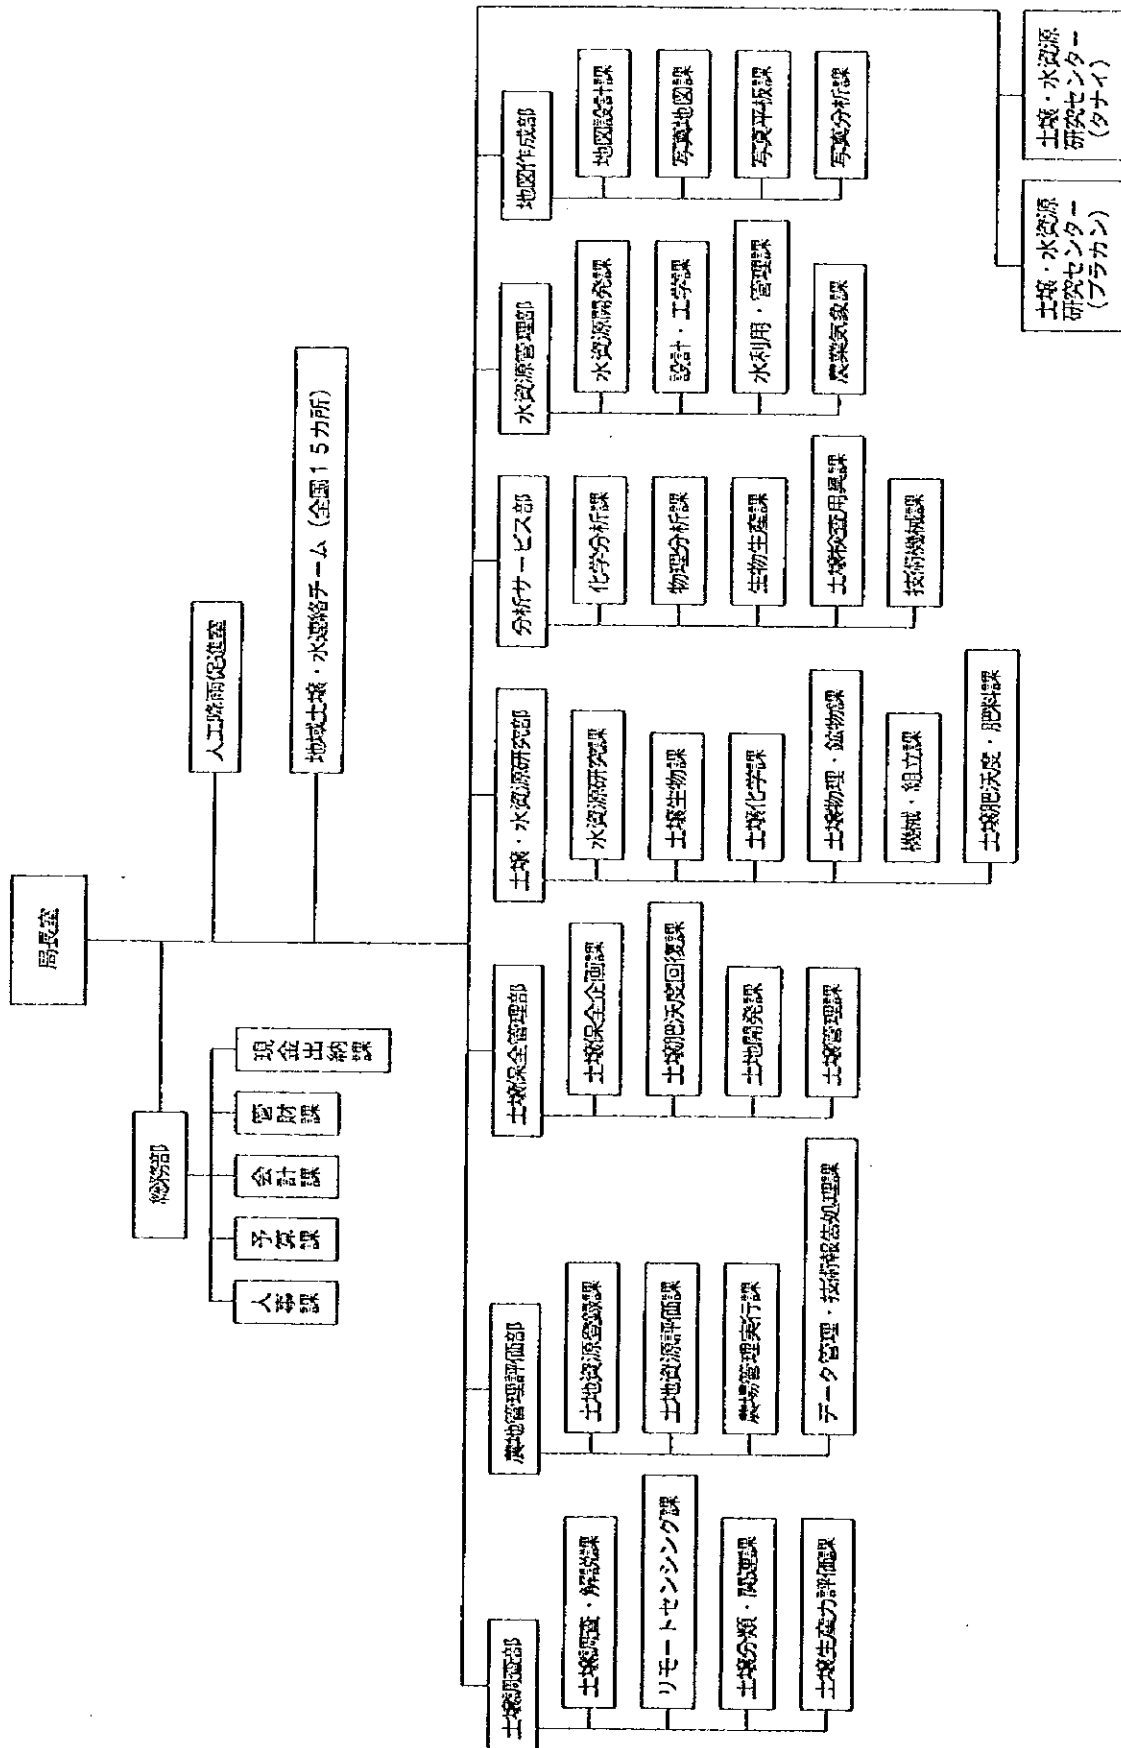 局長室
総務部
人事課
予算課
会計課
管財課
現金出納課
人工降雨促進室
地域土壌・水連絡チーム (全国15カ所)
土壌調査部
土壌調査・解説課
リモートセンシング課
土壌分類・関連課
土壌生産力評価課
農地管理評価部
土地資源登録課
土地資源評価課
農場管理実行課
データ管理・技術報告処理課
土壌保全管理部
土壌保全企画課
土壌肥沃度回復課
土地開発課
土壌管理課
土壌・水資源研究部
水資源研究課
土壌生物課
土壌化学課
土壌物理・鉱物課
機械・組立課
土壌肥沃度・肥料課
分析サービス部
化学分析課
物理分析課
生物生産課
土壌検査用具課
技術機械課
水資源管理部
水資源開発課
設計・工学課
水利用・管理課
農業気象課
地図作成部
地図設計課
写真地図課
写真平板課
写真分析課
土壌・水資源
研究センター
(ブラカン)
土壌・水資源
研究センター
(タナイ)